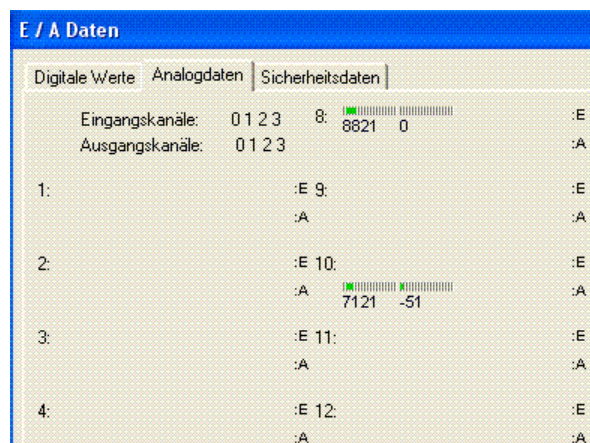 E / A Daten
Digitale Werte Analogdaten Sicherheitsdaten
Eingangskanäle: 0 1 2 3 8: 8821 0 :E
Ausgangskanäle: 0 1 2 3 :A
1: :E 9: :E
:A :A
2: :E 10: :E
:A 7121 -51 :A
3: :E 11: :E
:A :A
4: :E 12: :E
:A :A